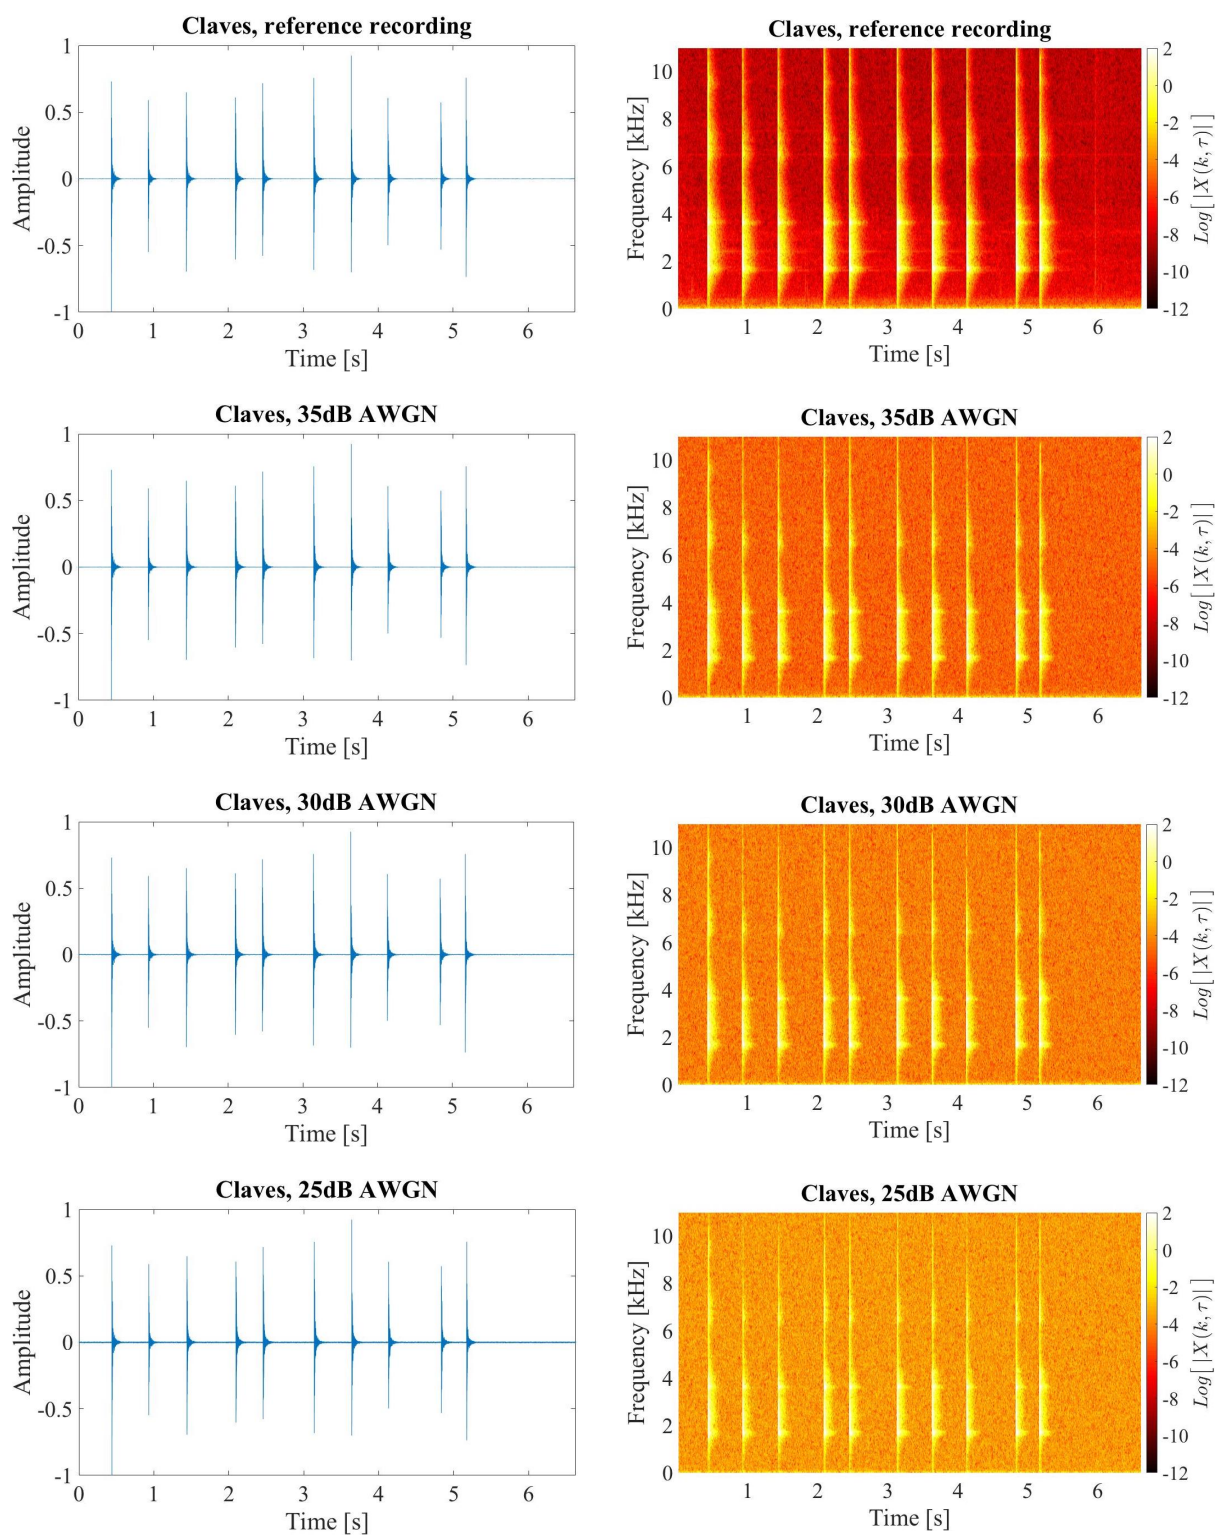 Claves, reference recording
1
0.5
0
-0.5
-1
Amplitude
0 1 2 3 4 5 6
Time [s]
Claves, reference recording
10
8
6
4
2
0
Frequency [kHz]
1 2 3 4 5 6
Time [s]
2
0
-2
-4
-6
-8
-10
-12
Log[|X(k,τ)|]
Claves, 35dB AWGN
1
0.5
0
-0.5
-1
Amplitude
0 1 2 3 4 5 6
Time [s]
Claves, 35dB AWGN
10
8
6
4
2
0
Frequency [kHz]
1 2 3 4 5 6
Time [s]
2
0
-2
-4
-6
-8
-10
-12
Log[|X(k,τ)|]
Claves, 30dB AWGN
1
0.5
0
-0.5
-1
Amplitude
0 1 2 3 4 5 6
Time [s]
Claves, 30dB AWGN
10
8
6
4
2
0
Frequency [kHz]
1 2 3 4 5 6
Time [s]
2
0
-2
-4
-6
-8
-10
-12
Log[|X(k,τ)|]
Claves, 25dB AWGN
1
0.5
0
-0.5
-1
Amplitude
0 1 2 3 4 5 6
Time [s]
Claves, 25dB AWGN
10
8
6
4
2
0
Frequency [kHz]
1 2 3 4 5 6
Time [s]
2
0
-2
-4
-6
-8
-10
-12
Log[|X(k,τ)|]